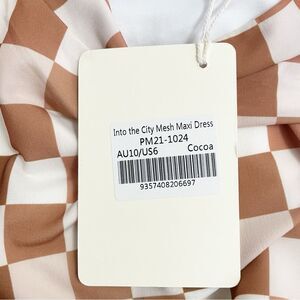 Into the City Mesh Maxi Dress
PM21-1024
AU10/US6 Cocoa
9357408206697